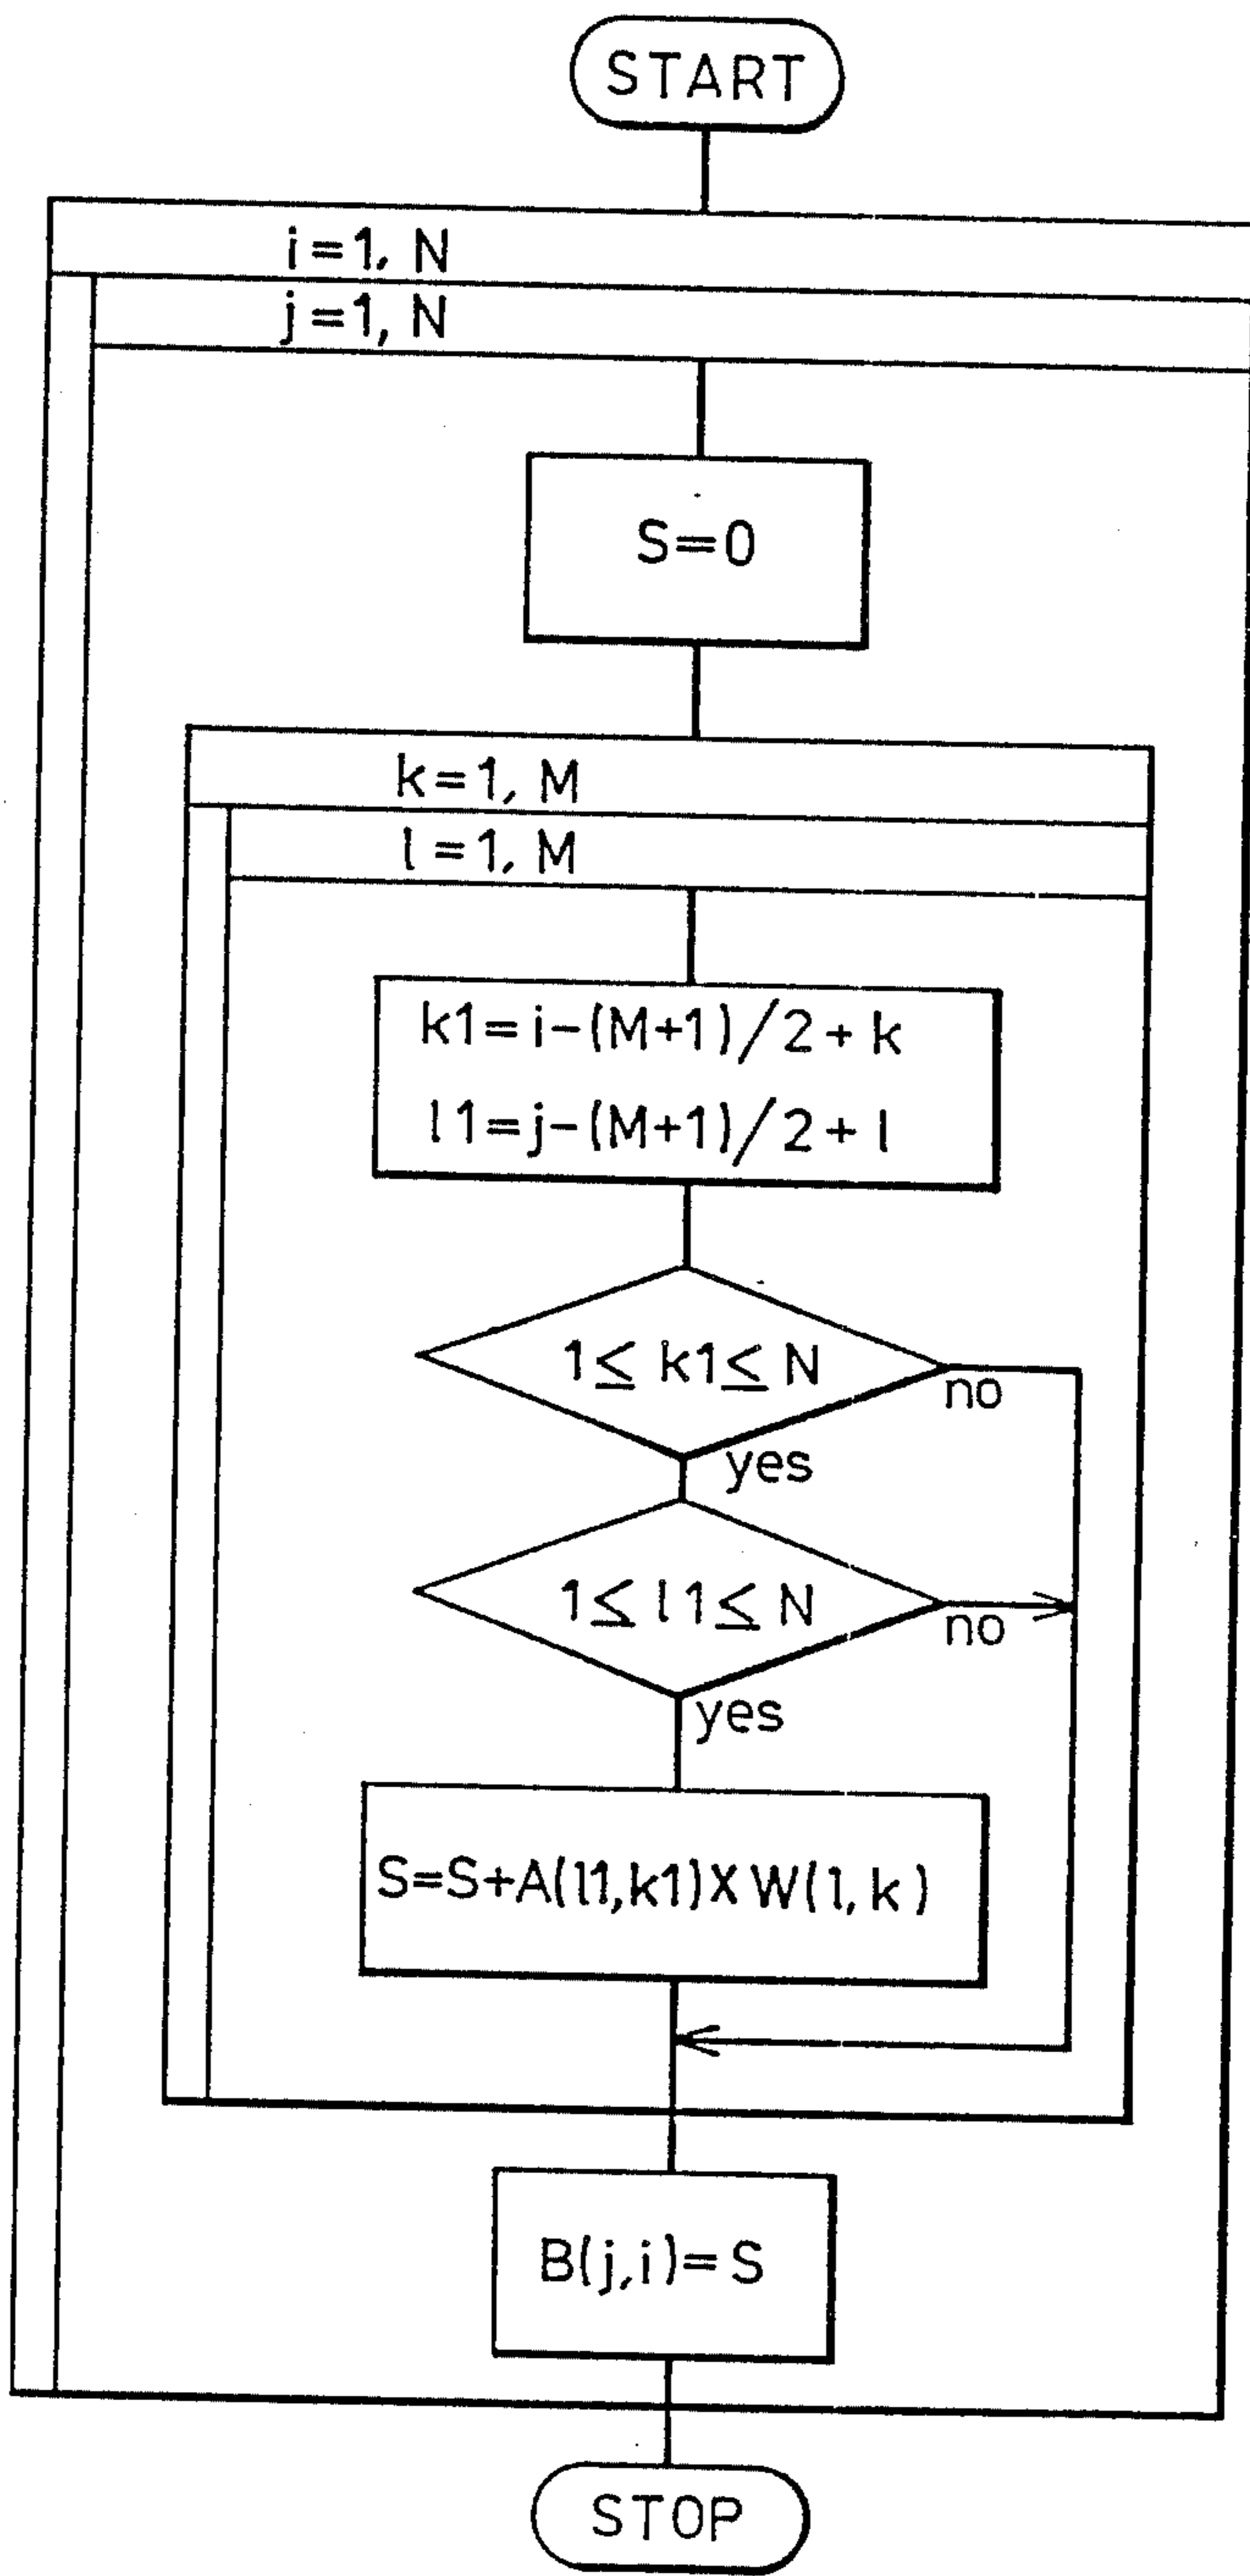 START
i=1, N
j=1, N
S=0
k=1, M
l=1, M
k1=i-(M+1)/2+k
l1=j-(M+1)/2+l
1≤k1≤N
no
yes
1≤l1≤N
no
yes
S=S+A(l1,k1)XW(l,k)
B(j,i)=S
STOP